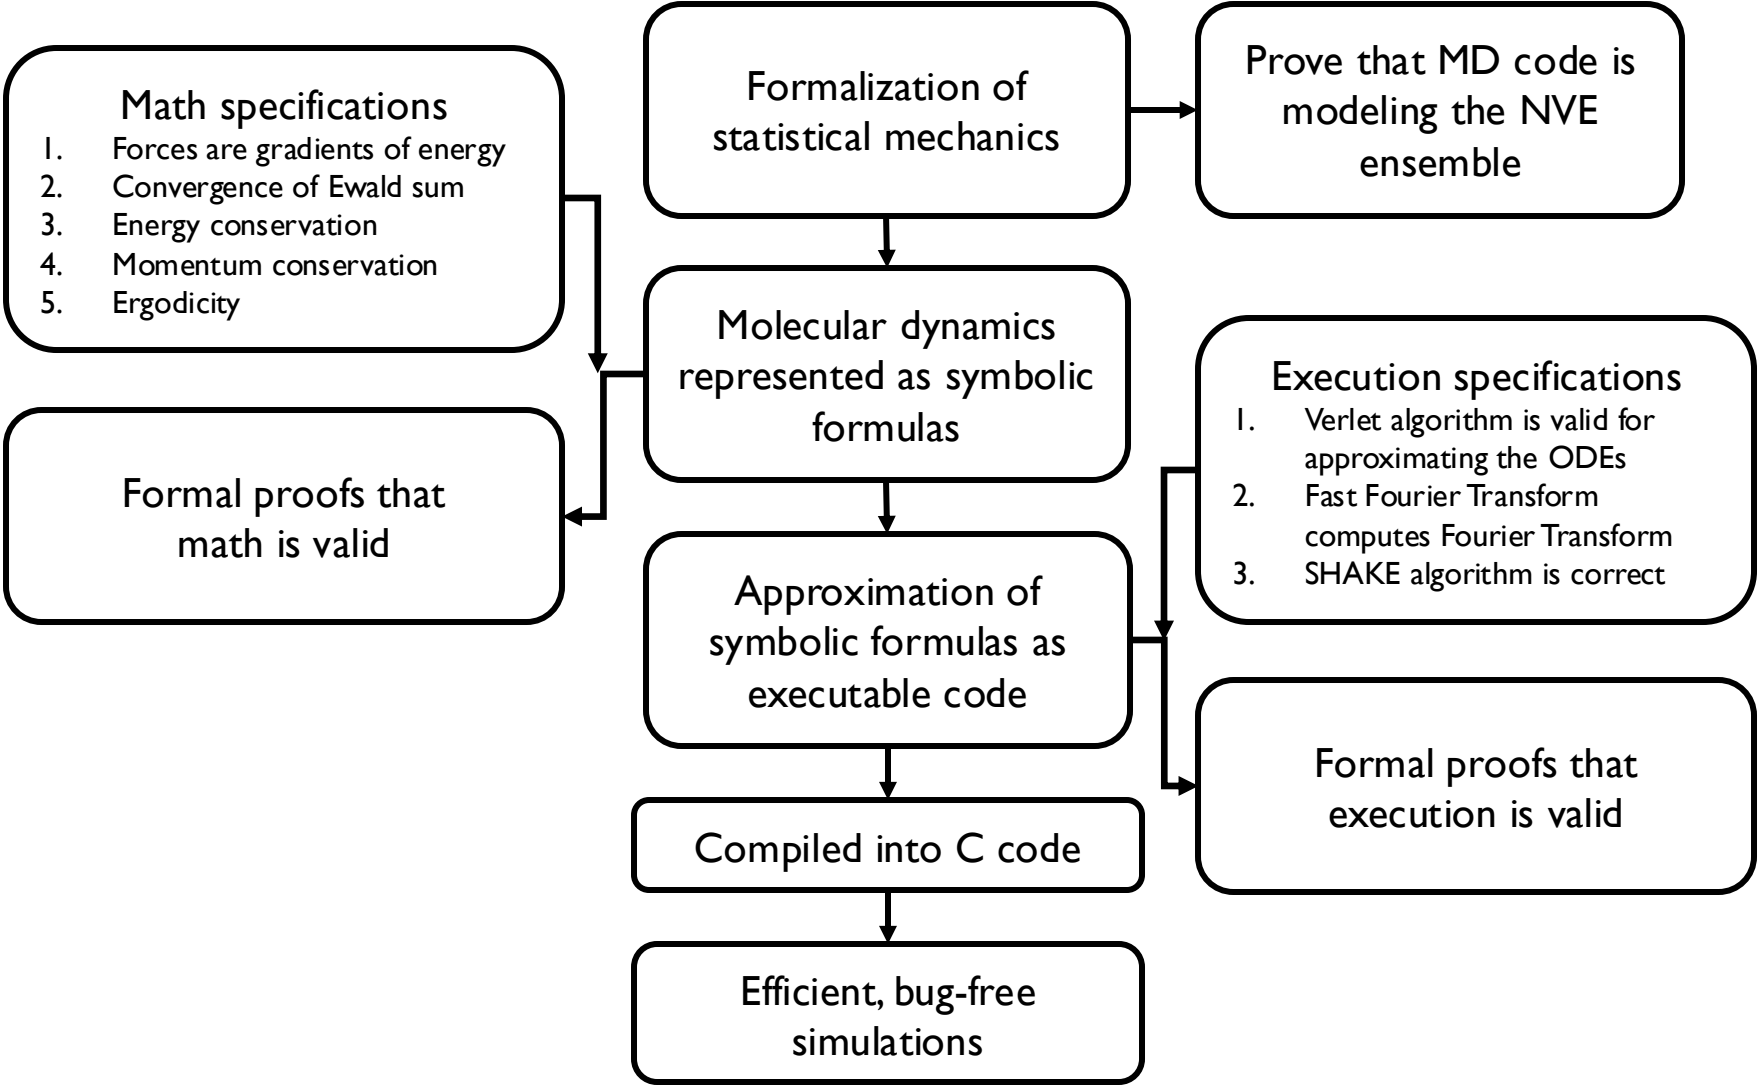 Formalization of
statistical mechanics
Prove that MD code is
modeling the NVE
ensemble
Math specifications
1. Forces are gradients of energy
2. Convergence of Ewald sum
3. Energy conservation
4. Momentum conservation
5. Ergodicity
Molecular dynamics
represented as symbolic
formulas
Execution specifications
1. Verlet algorithm is valid for
approximating the ODEs
2. Fast Fourier Transform
computes Fourier Transform
3. SHAKE algorithm is correct
Formal proofs that
math is valid
Approximation of
symbolic formulas as
executable code
Formal proofs that
execution is valid
Compiled into C code
Efficient, bug-free
simulations